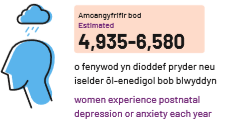 Amcangyfrifir bod
Estimated
4,935-6,580
o fenywod yn dioddef pryder neu
iselder ôl-enedigol bob blwyddyn
women experience postnatal
depression or anxiety each year